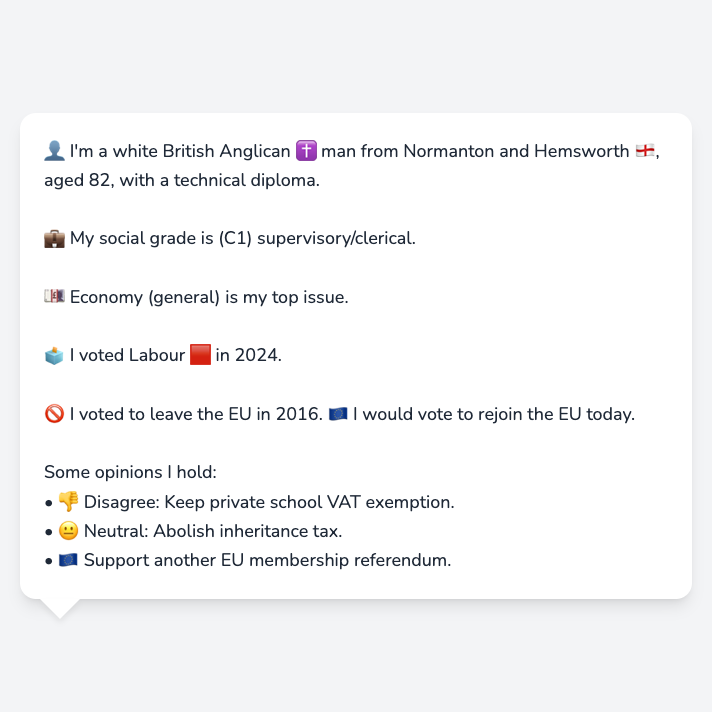 👤 I'm a white British Anglican ✝️ man from Normanton and Hemsworth 🏴󠁧󠁢󠁥󠁮󠁧󠁿,
aged 82, with a technical diploma.
💼 My social grade is (C1) supervisory/clerical.
💷 Economy (general) is my top issue.
🗳️ I voted Labour 🟥 in 2024.
🚫 I voted to leave the EU in 2016. 🇪🇺 I would vote to rejoin the EU today.
Some opinions I hold:
• 👎 Disagree: Keep private school VAT exemption.
• 😐 Neutral: Abolish inheritance tax.
• 🇪🇺 Support another EU membership referendum.